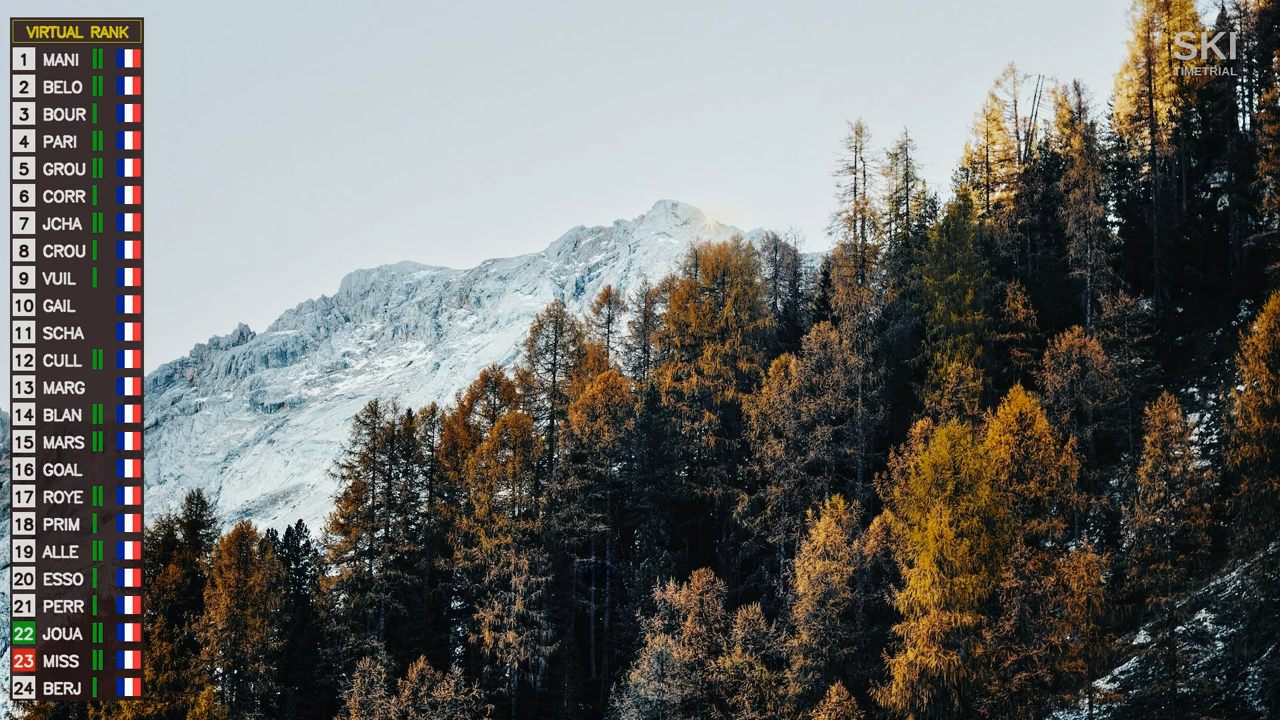 VIRTUAL RANK
1 MANI
2 BELO
3 BOUR
4 PARI
5 GROU
6 CORR
7 JCHA
8 CROU
9 VUIL
10 GAIL
11 SCHA
12 CULL
13 MARG
14 BLAN
15 MARS
16 GOAL
17 ROYE
18 PRIM
19 ALLE
20 ESSO
21 PERR
22 JOUA
23 MISS
24 BERJ
SKI
TIMETRIAL